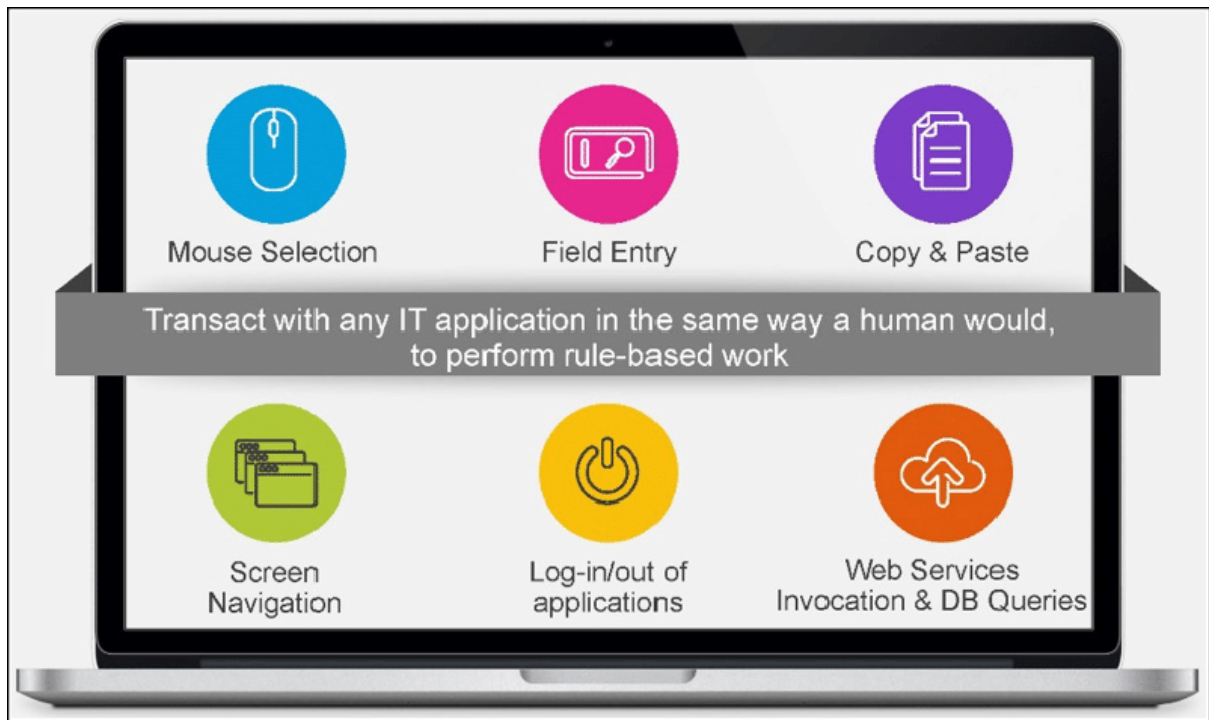 Mouse Selection
Field Entry
Copy & Paste
Transact with any IT application in the same way a human would,
to perform rule-based work
Screen
Navigation
Log-in/out of
applications
Web Services
Invocation & DB Queries